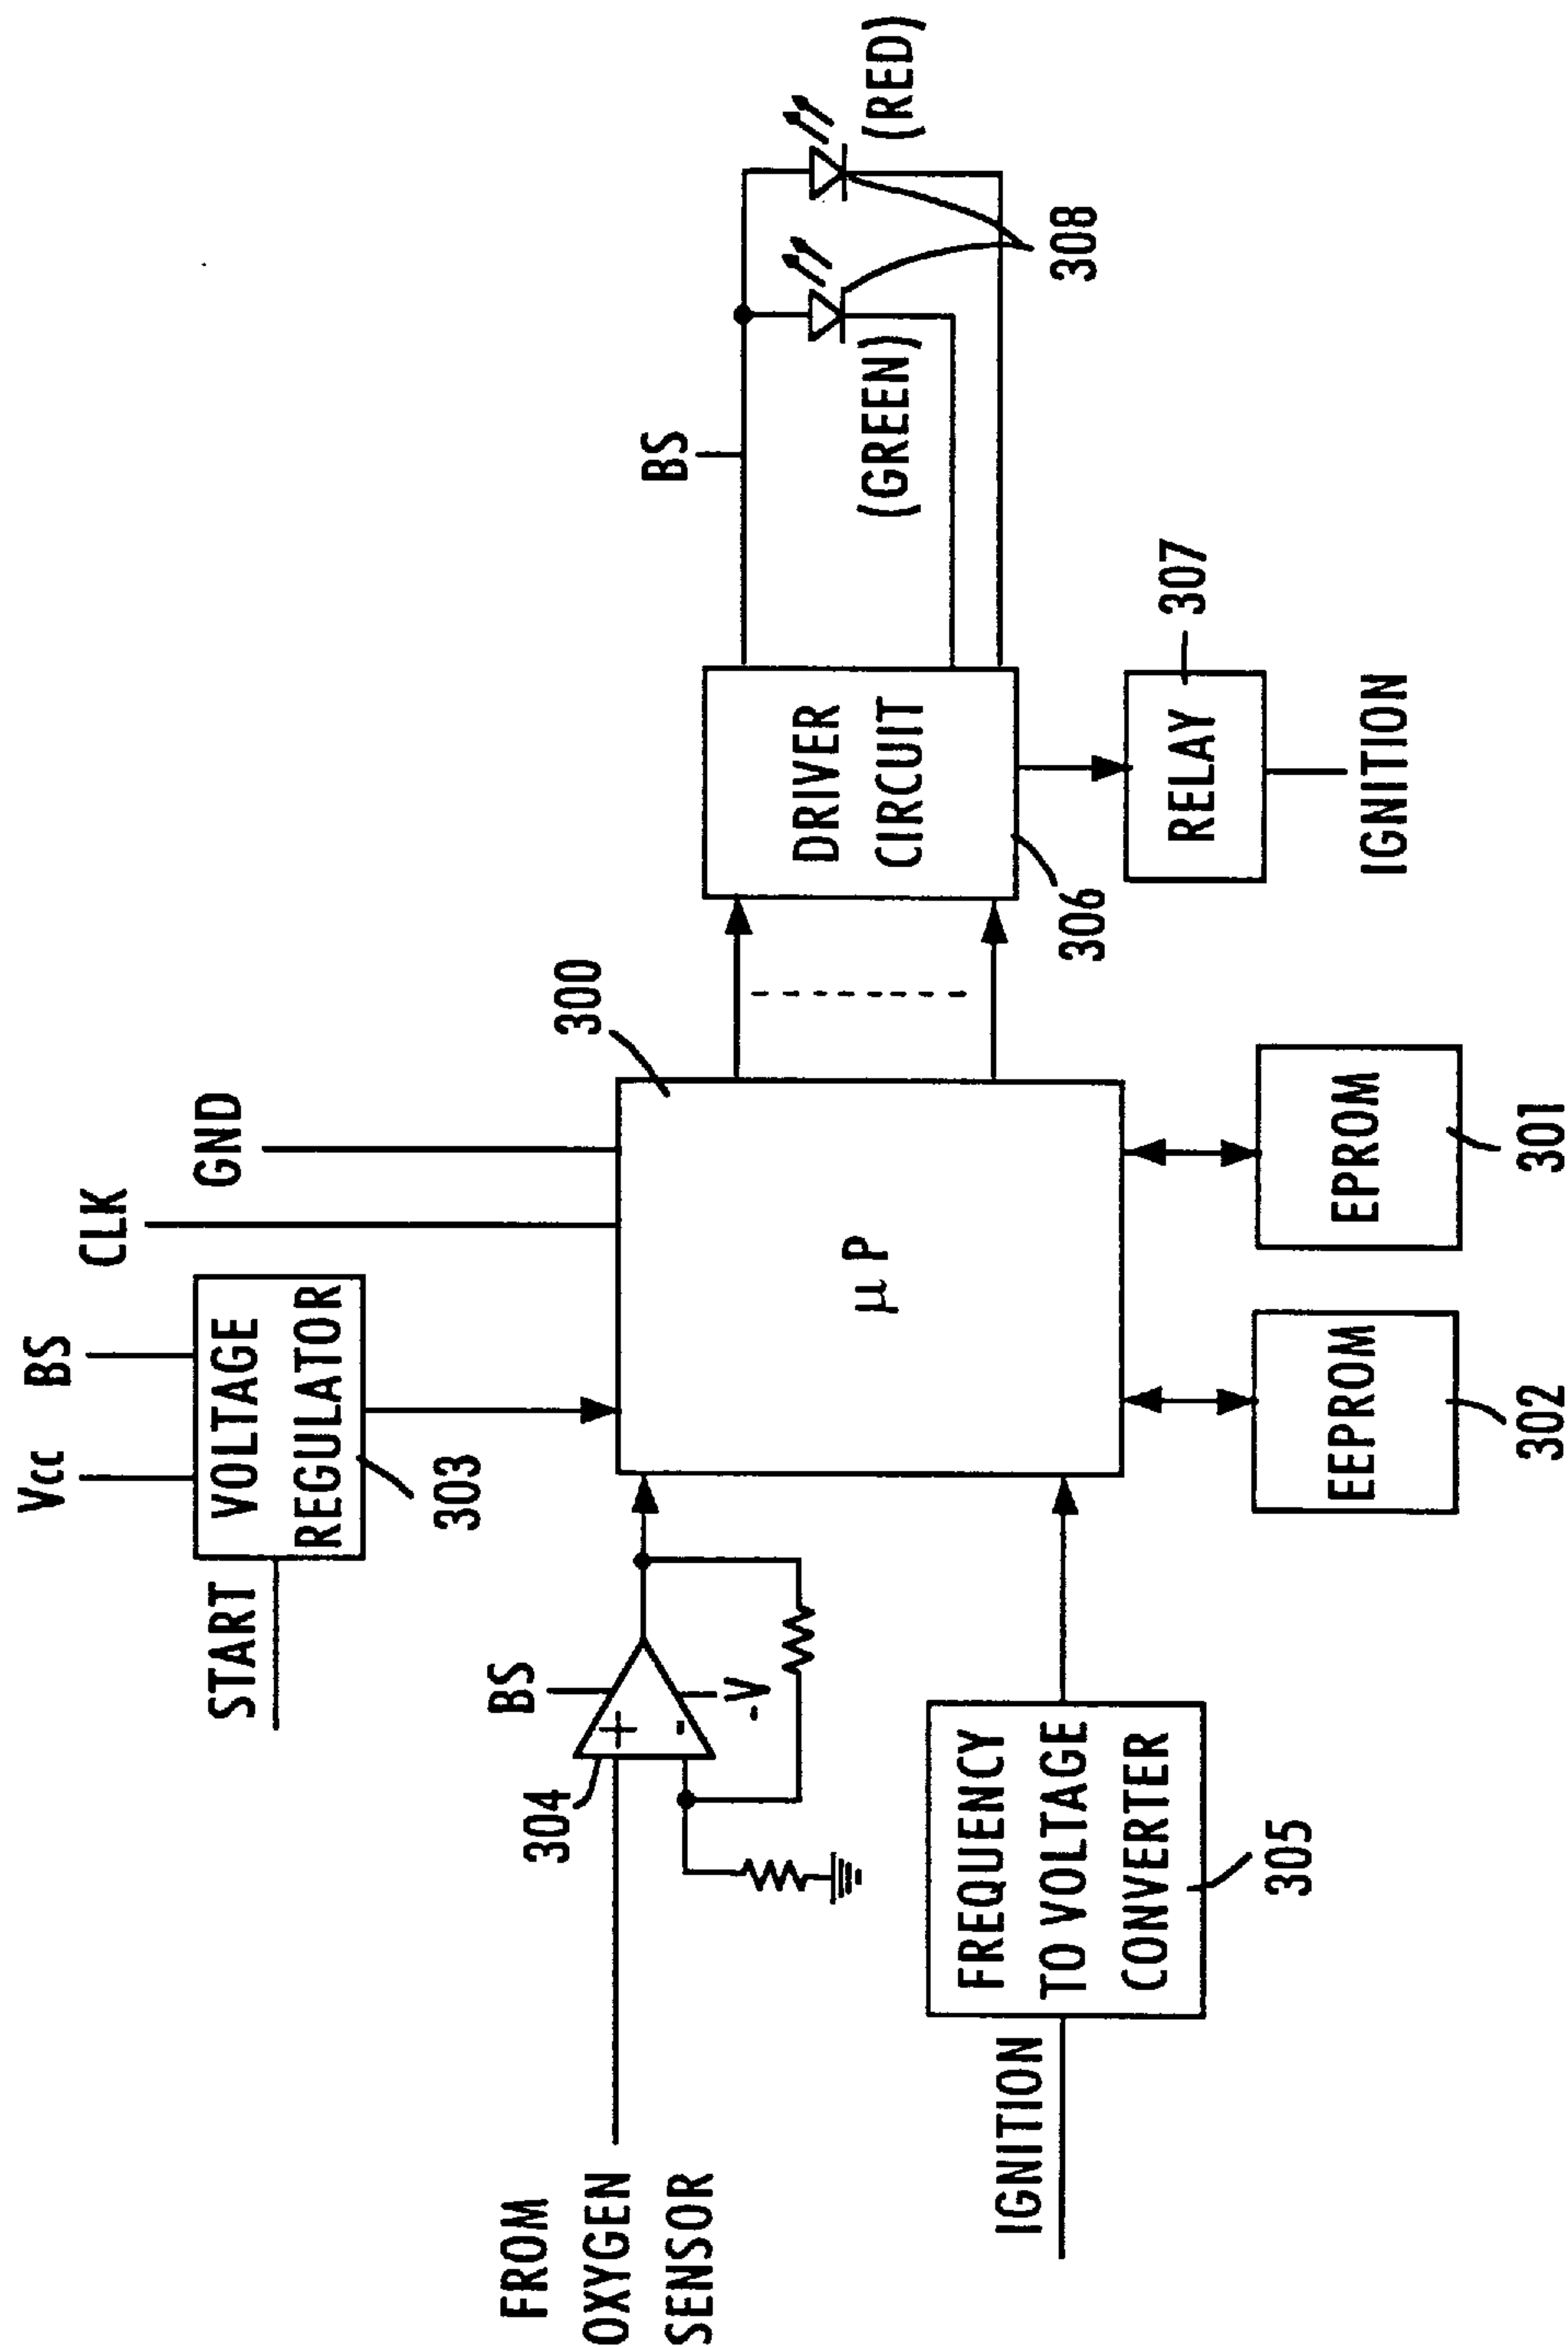 Vcc
BS
CLK
GND
START
VOLTAGE
REGULATOR
303
300
BS
304
+
-
-V
FROM
OXYGEN
SENSOR
μP
IGNITION
FREQUENCY
TO VOLTAGE
CONVERTER
305
EEPROM
302
EPROM
301
DRIVER
CIRCUIT
306
RELAY
307
IGNITION
BS
(GREEN)
(RED)
308